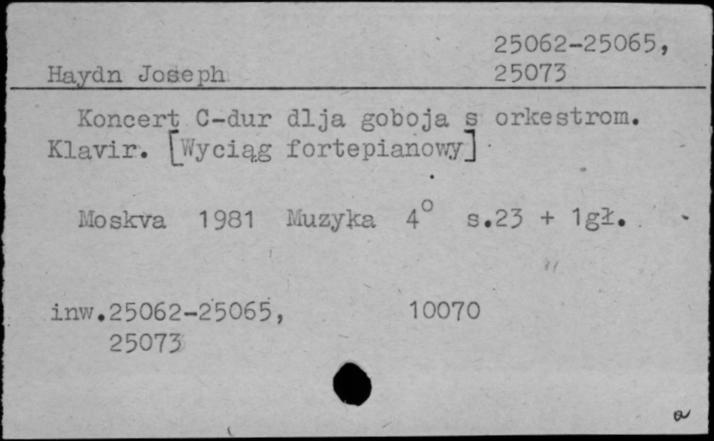 25062-25065,
Haydn Joseph 25073
Koncert C-dur dlja goboja s orkestrom.
Klavir. [Wyciąg fortepianowy]
Moskva 1981 Muzyka 4° s.23 + 1gł.
inw.25062-25065, 10070
25073
a